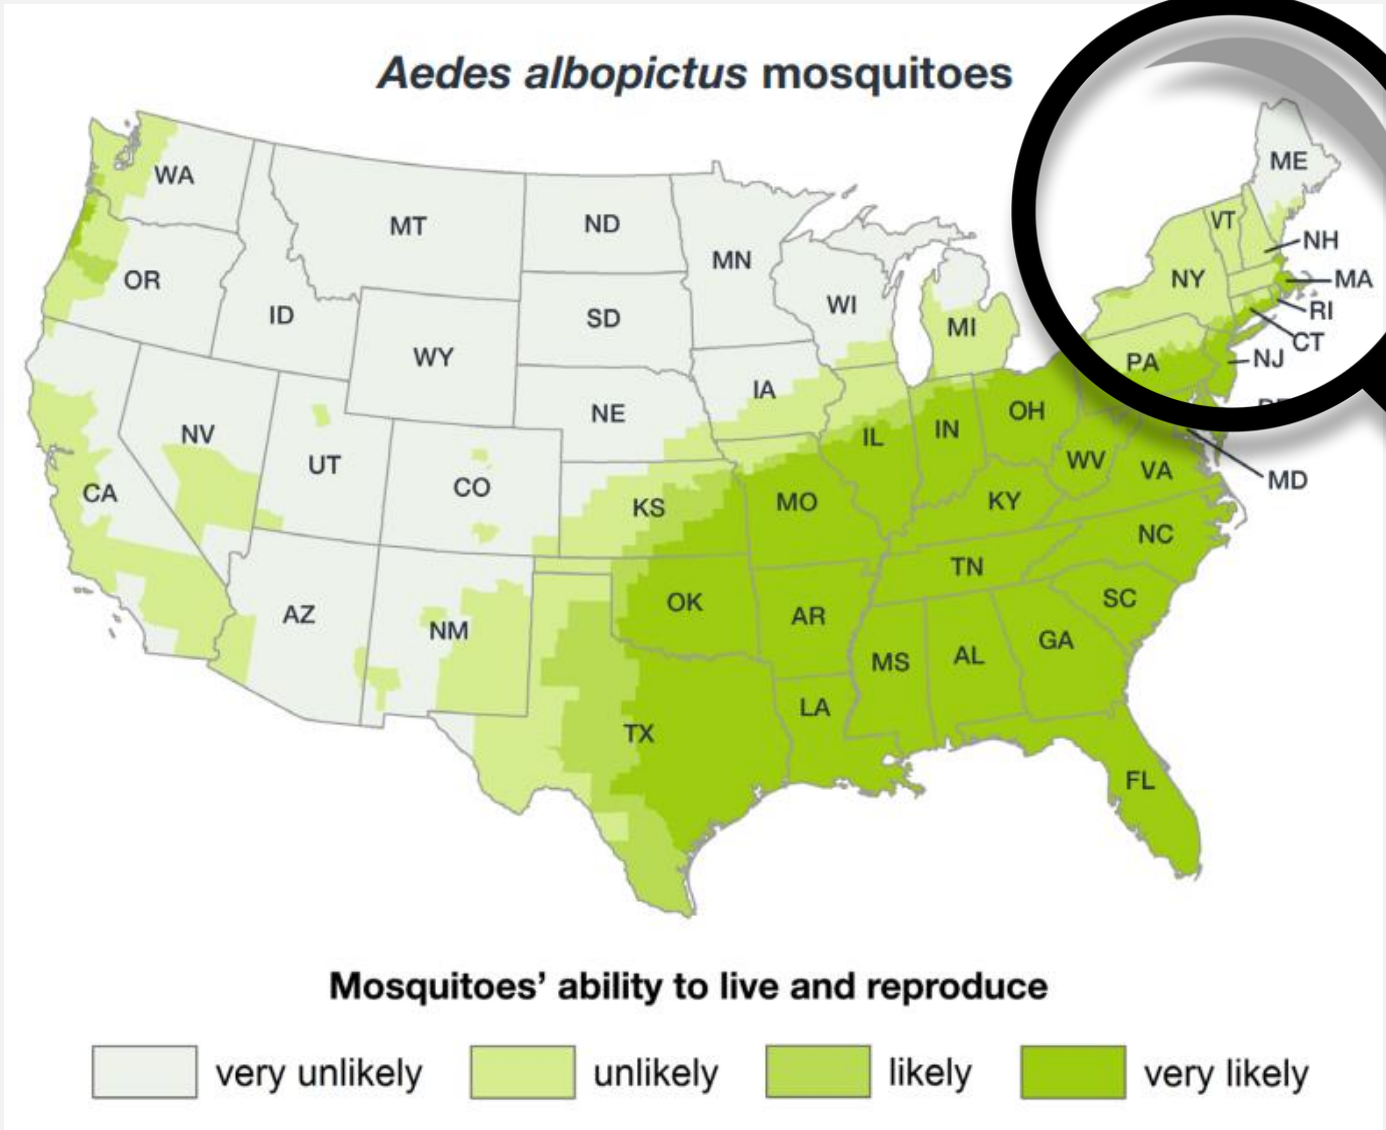 Aedes albopictus mosquitoes
ME
WA
VT
MT
ND
NH
MN
OR
NY
MA
ID
SD
WI
RI
MI
CT
WY
PA
NJ
IA
NE
OH
NV
IN
IL
UT
WV
VA
CO
MD
CA
KS
MO
KY
NC
TN
OK
SC
AZ
AR
NM
GA
AL
MS
LA
TX
FL
Mosquitoes’ ability to live and reproduce
very unlikely
unlikely
likely
very likely